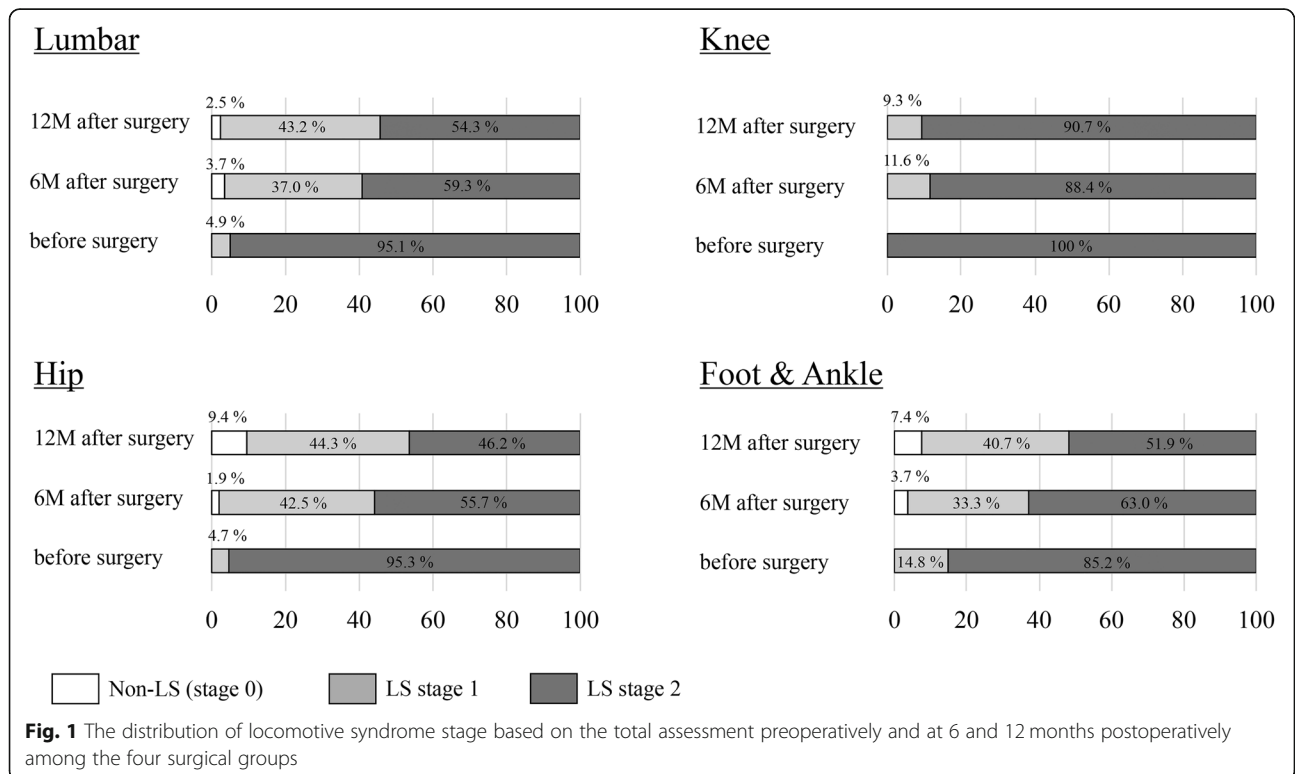 Lumbar
2.5 %
12M after surgery 43.2 % 54.3 %
3.7 %
6M after surgery 37.0 % 59.3 %
4.9 %
before surgery 95.1 %
0 20 40 60 80 100
Knee
9.3 %
12M after surgery 90.7 %
11.6 %
6M after surgery 88.4 %
before surgery 100 %
0 20 40 60 80 100
Hip
9.4 %
12M after surgery 44.3 % 46.2 %
1.9 %
6M after surgery 42.5 % 55.7 %
4.7 %
before surgery 95.3 %
0 20 40 60 80 100
Foot & Ankle
7.4 %
12M after surgery 40.7 % 51.9 %
3.7 %
6M after surgery 33.3 % 63.0 %
before surgery 14.8 % 85.2 %
0 20 40 60 80 100
Non-LS (stage 0) LS stage 1 LS stage 2
Fig. 1 The distribution of locomotive syndrome stage based on the total assessment preoperatively and at 6 and 12 months postoperatively
among the four surgical groups